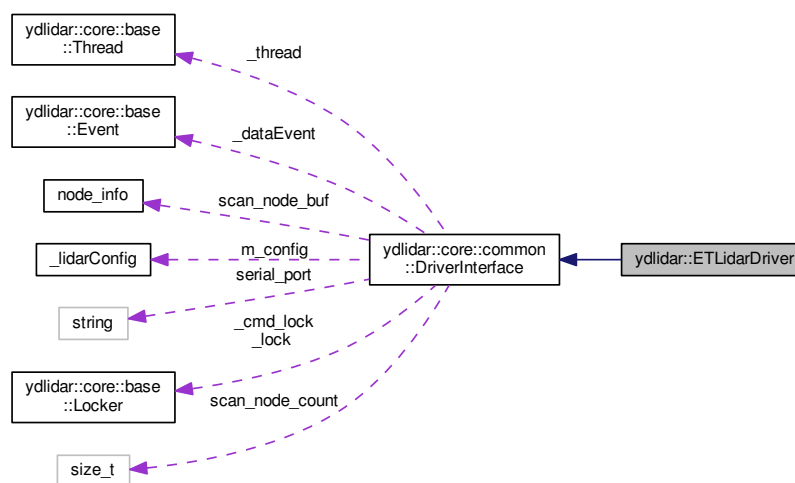 ydlidar::core::base
::Thread
_thread
ydlidar::core::base
::Event
_dataEvent
node_info
scan_node_buf
_lidarConfig
m_config
serial_port
string
ydlidar::core::common
::DriverInterface
ydlidar::ETLidarDriver
_cmd_lock
_lock
ydlidar::core::base
::Locker
scan_node_count
size_t